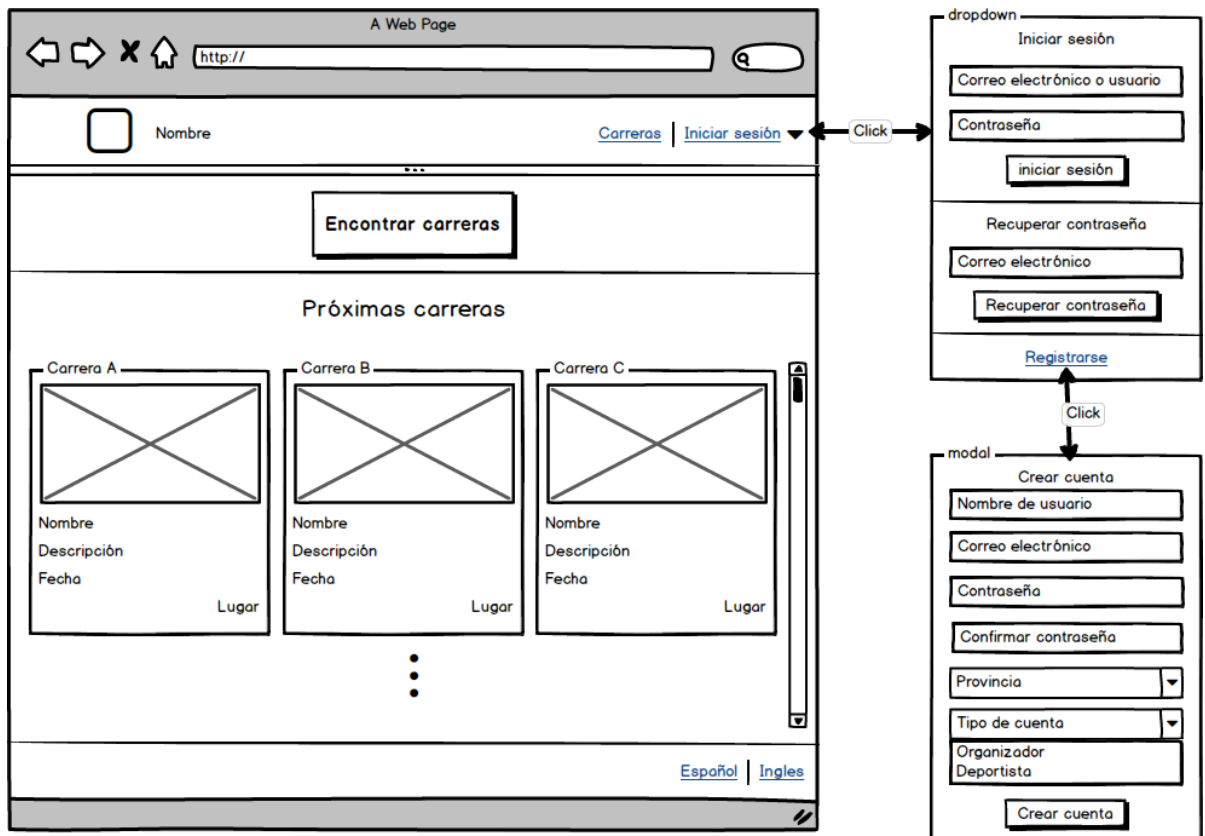 A Web Page
http://
Nombre
Carreras
Iniciar sesión
Encontrar carreras
Próximas carreras
Carrera A
Nombre
Descripción
Fecha
Lugar
Carrera B
Nombre
Descripción
Fecha
Lugar
Carrera C
Nombre
Descripción
Fecha
Lugar
Español
Ingles
Click
dropdown
Iniciar sesión
Correo electrónico o usuario
Contraseña
iniciar sesión
Recuperar contraseña
Correo electrónico
Recuperar contraseña
Registrarse
Click
modal
Crear cuenta
Nombre de usuario
Correo electrónico
Contraseña
Confirmar contraseña
Provincia
Tipo de cuenta
Organizador
Deportista
Crear cuenta